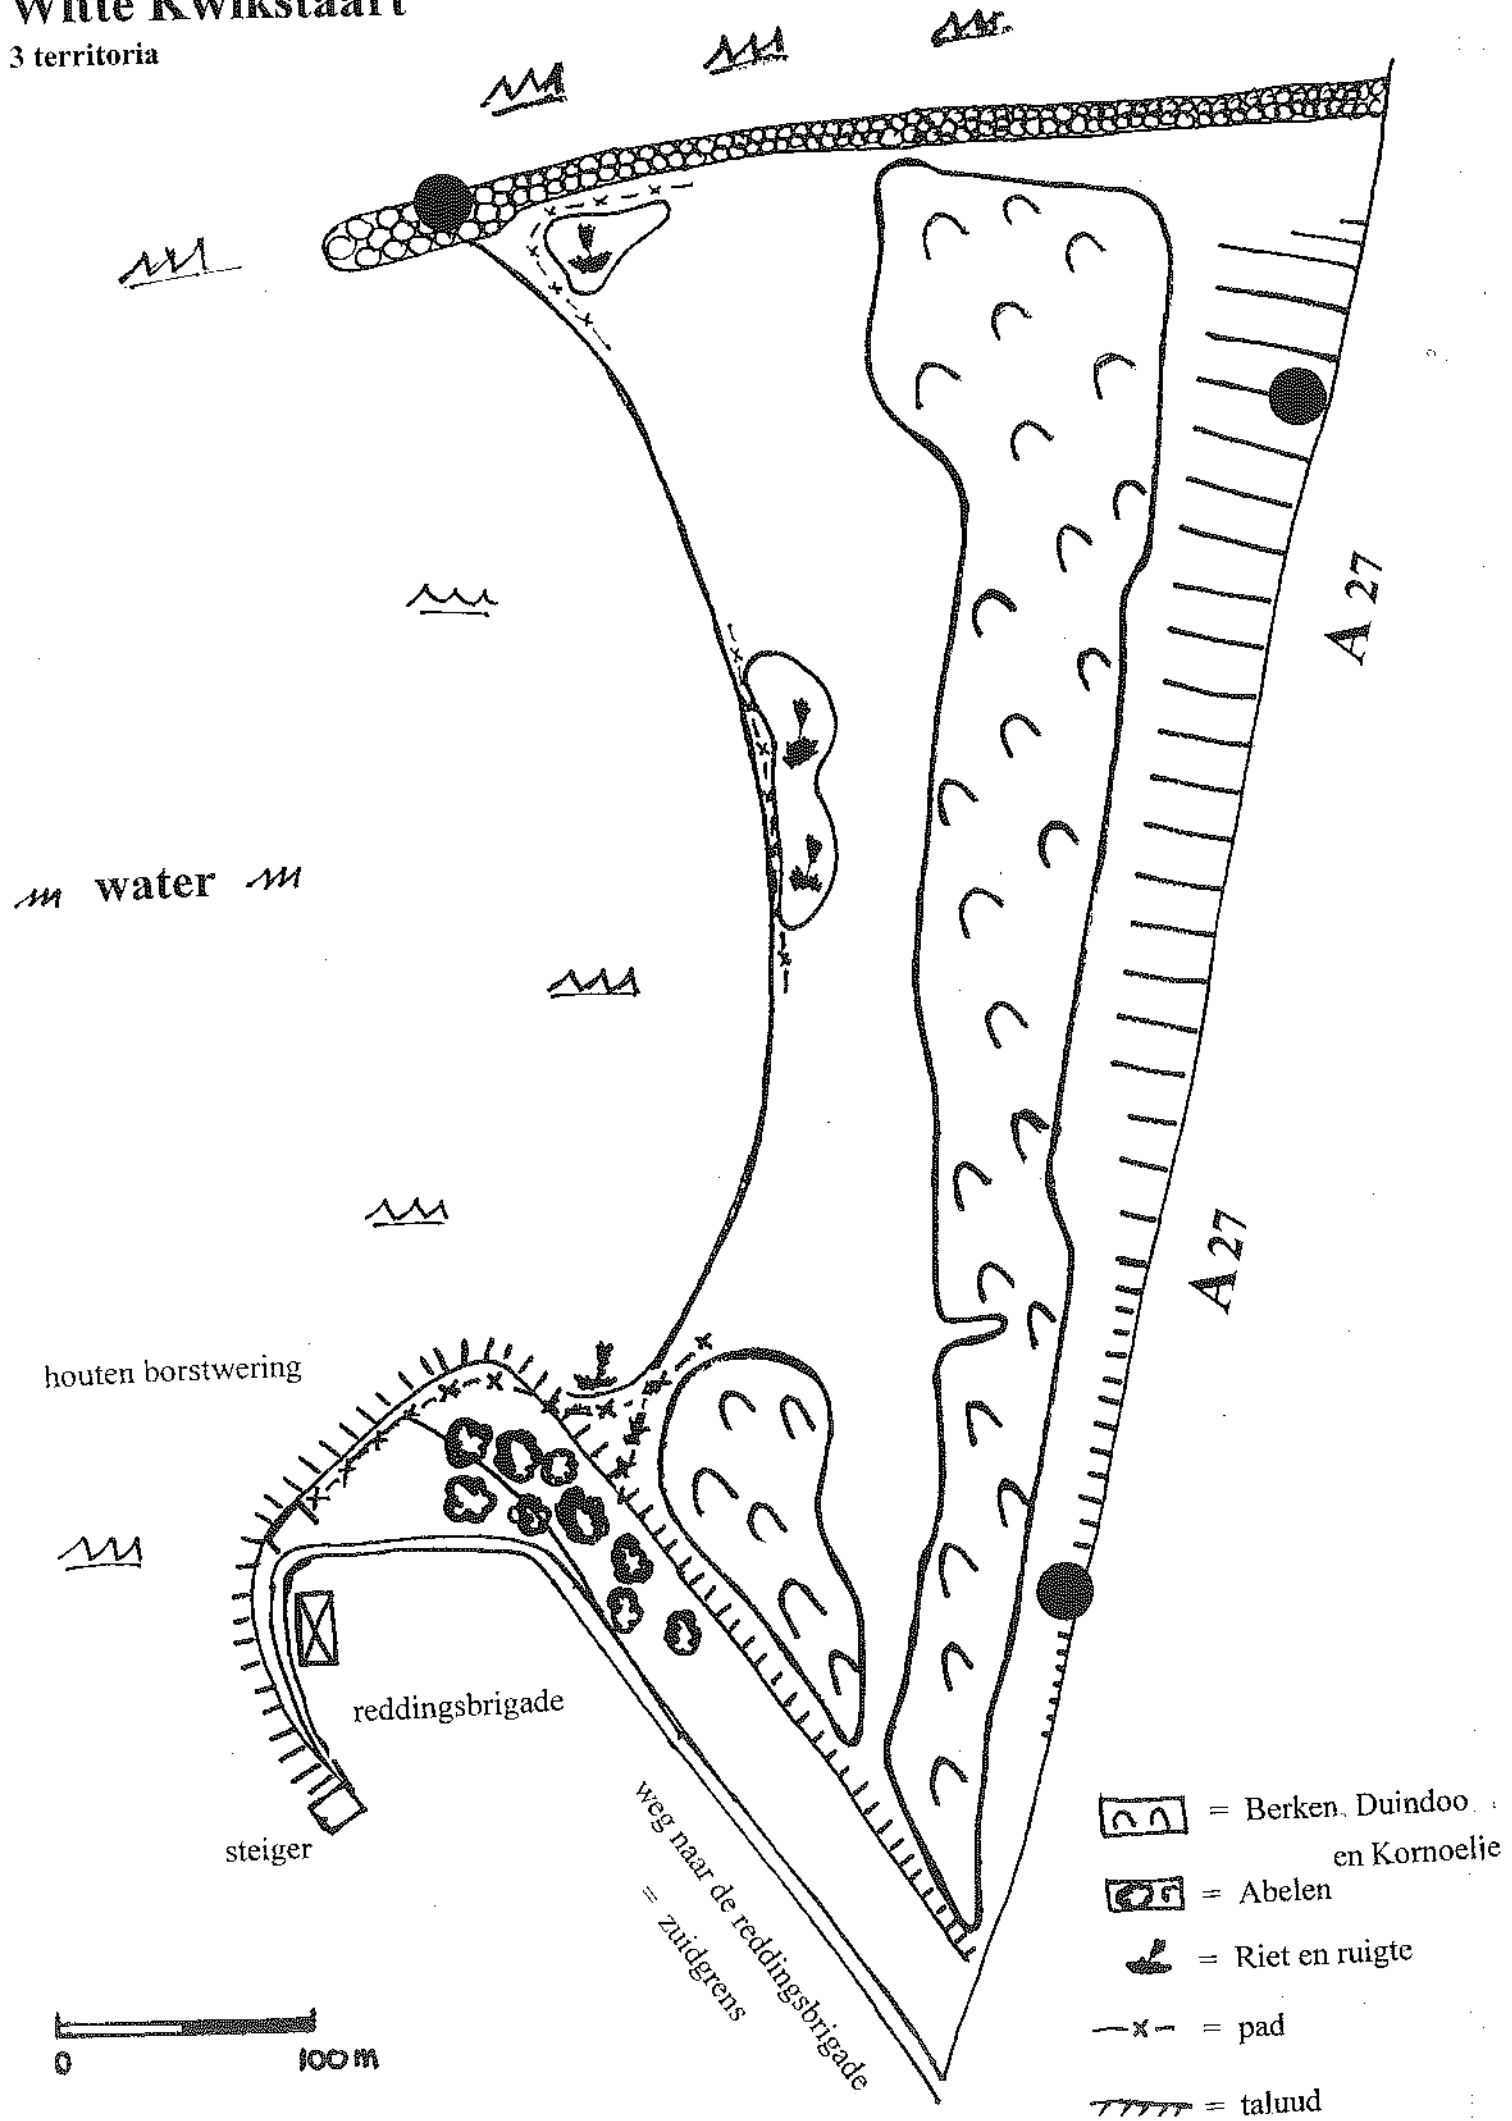 Witte Kwikstaart
3 territoria
A 27
water
A 27
houten borstwering
reddingsbrigade
steiger
weg naar de reddingsbrigade
= zuidgrens
= Berken, Duindoo
en Kornoelje
= Abelen
= Riet en ruigte
= pad
= taluud
0 100 m